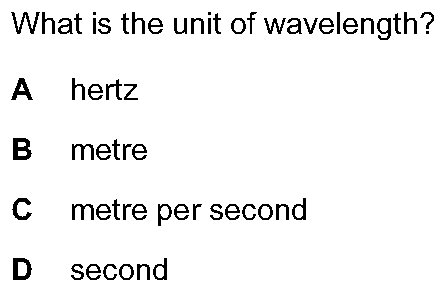 What is the unit of wavelength?
A hertz
B metre
C metre per second
D second